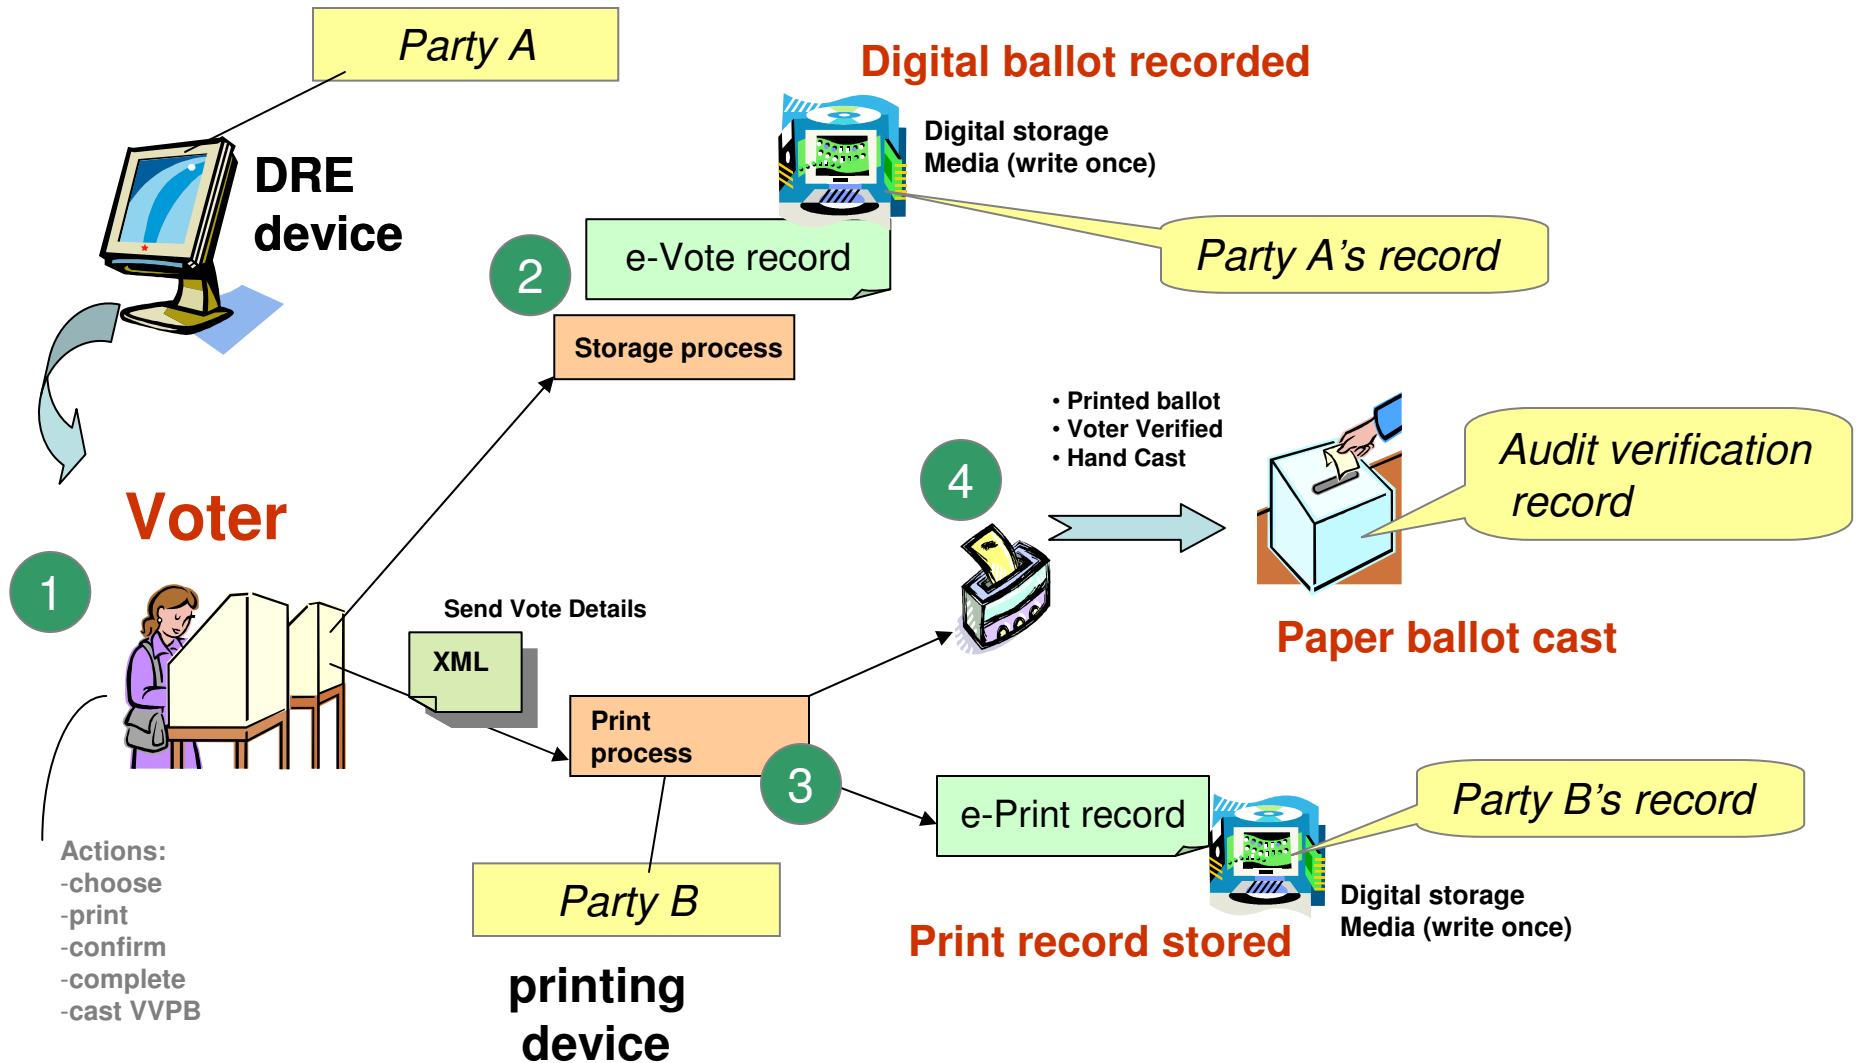 Party A
Digital ballot recorded
Digital storage
Media (write once)
DRE
device
Party A's record
2
e-Vote record
Storage process
• Printed ballot
• Voter Verified
• Hand Cast
4
Audit verification
record
Voter
1
Send Vote Details
XML
Paper ballot cast
Print
process
3
e-Print record
Party B's record
Actions:
-choose
-print
-confirm
-complete
-cast VVPB
Party B
Digital storage
Media (write once)
Print record stored
printing
device